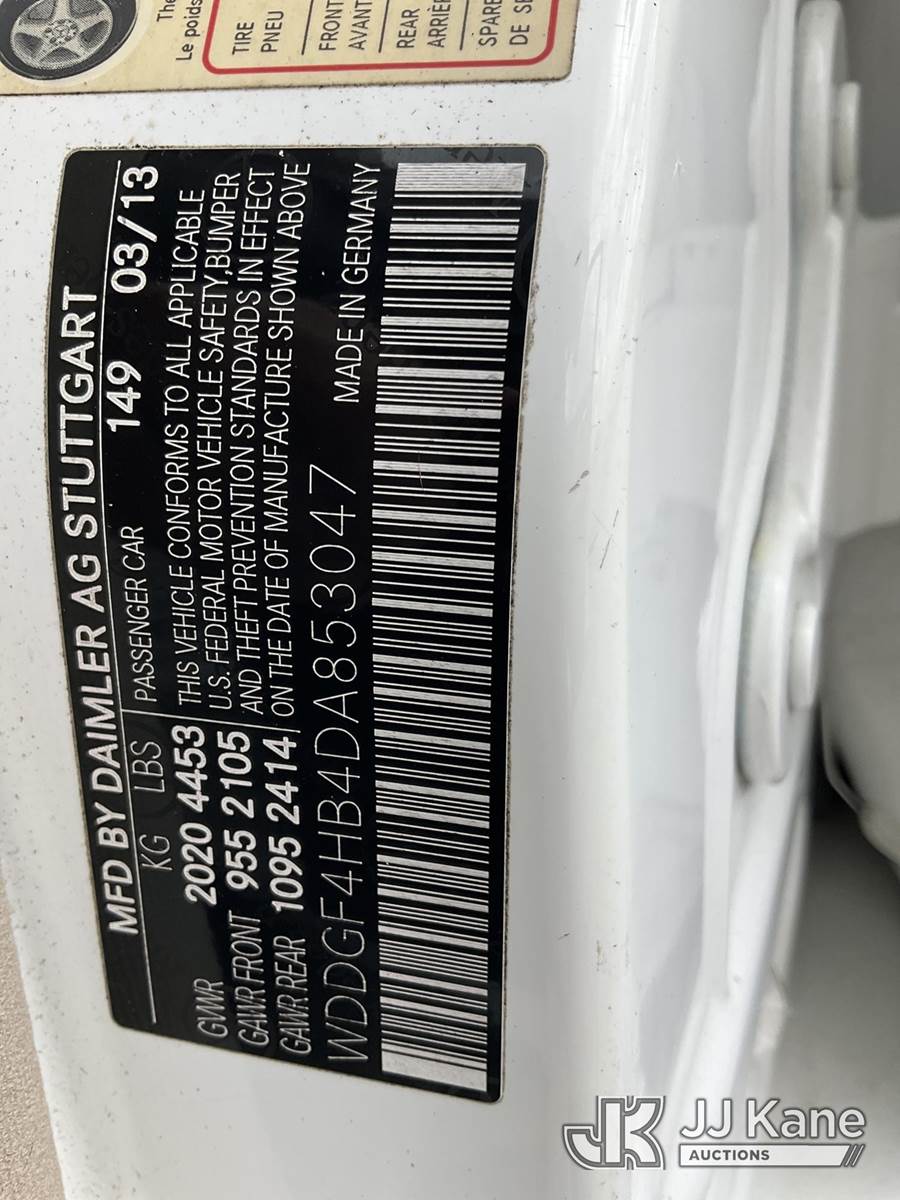 The
Le poids
TIRE
PNEU
FRONT
AVANT
REAR
SPARE
DE
MFD BY DAIMLER AG STUTTGART
KG LBS PASSENGER CAR 149 03/13
GVWR 2020 4453
GAWR FRONT 955 2105
GAWR REAR 1095 2414
THIS VEHICLE CONFORMS TO ALL APPLICABLE
U.S. FEDERAL MOTOR VEHICLE SAFETY,BUMPER
AND THEFT PREVENTION STANDARDS IN EFFECT
ON THE DATE OF MANUFACTURE SHOWN ABOVE
WDDGF4HB4DA853047 MADE IN GERMANY
JK JJ Kane
AUCTIONS